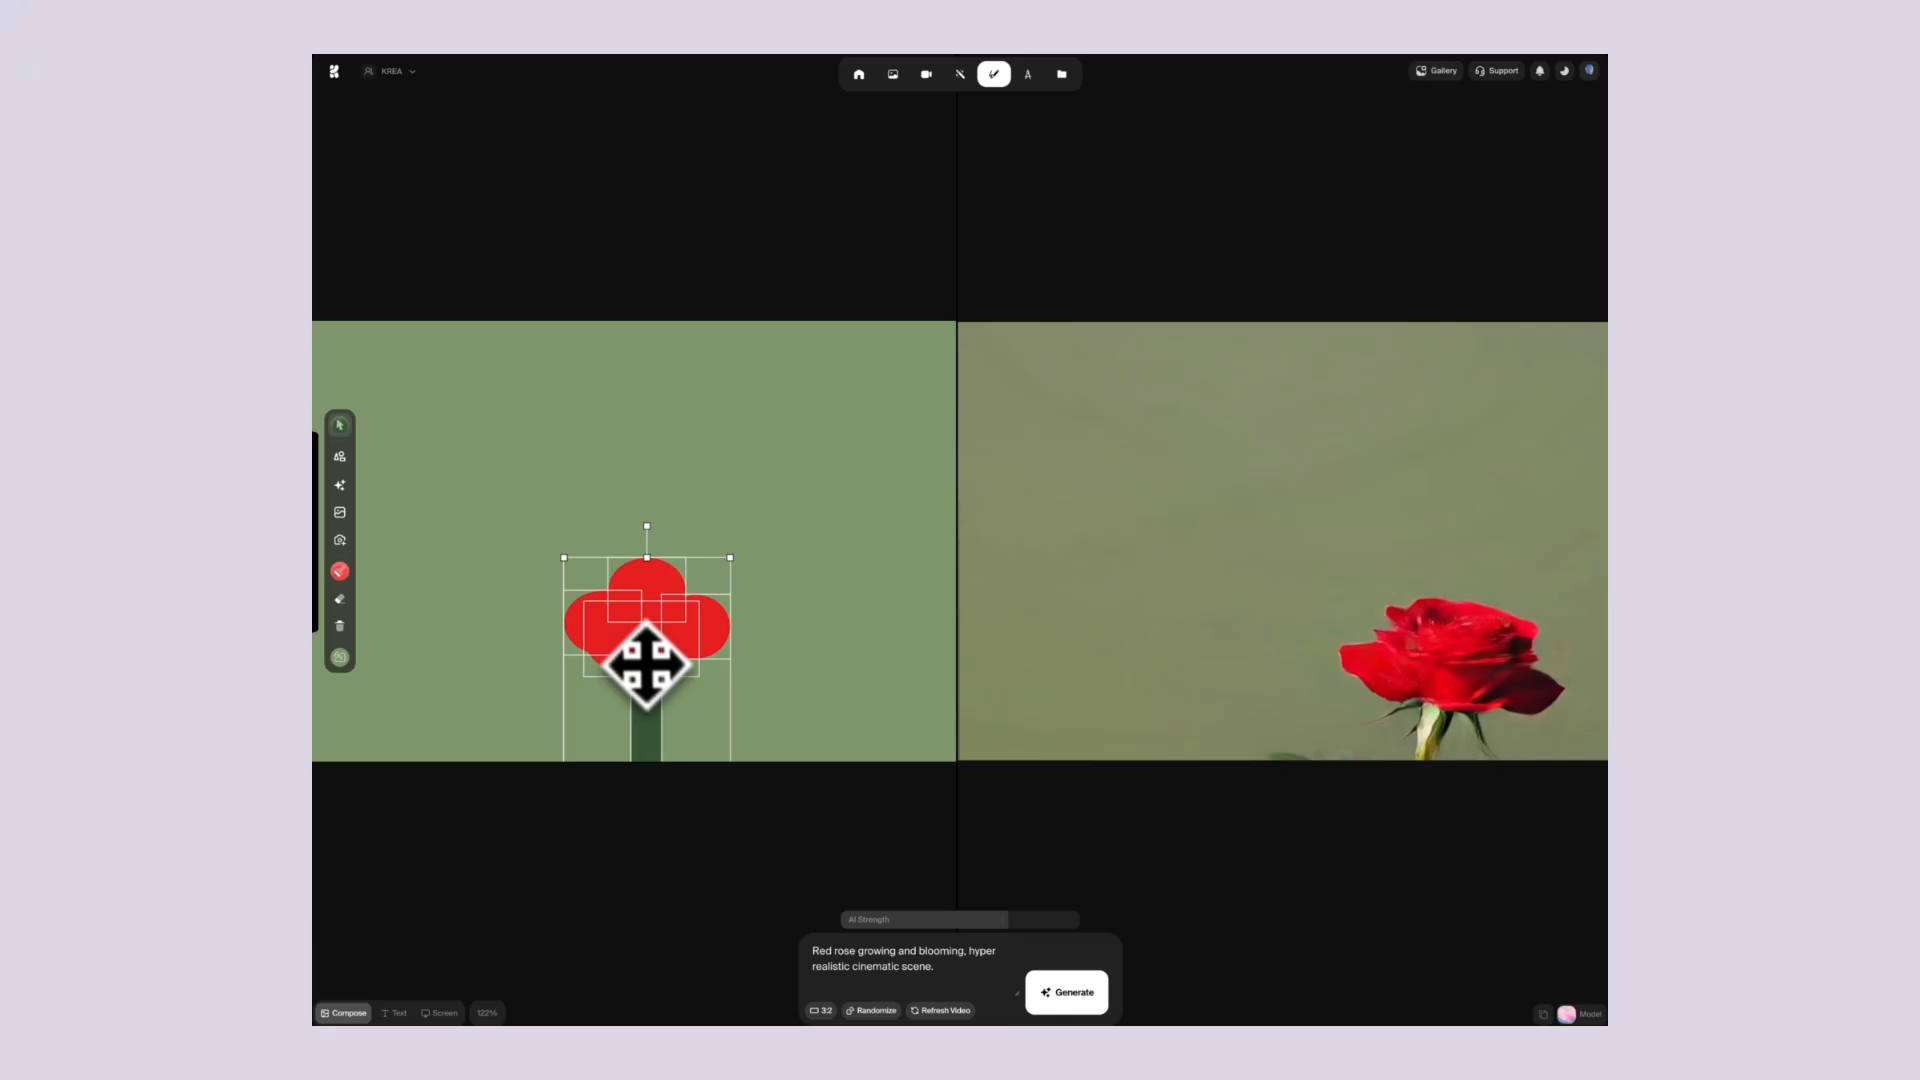 KREA
Gallery
Support
AI Strength
Red rose growing and blooming, hyper
realistic cinematic scene.
Generate
3:2
Randomize
Refresh Video
Compose
Text
Screen
122%
Model